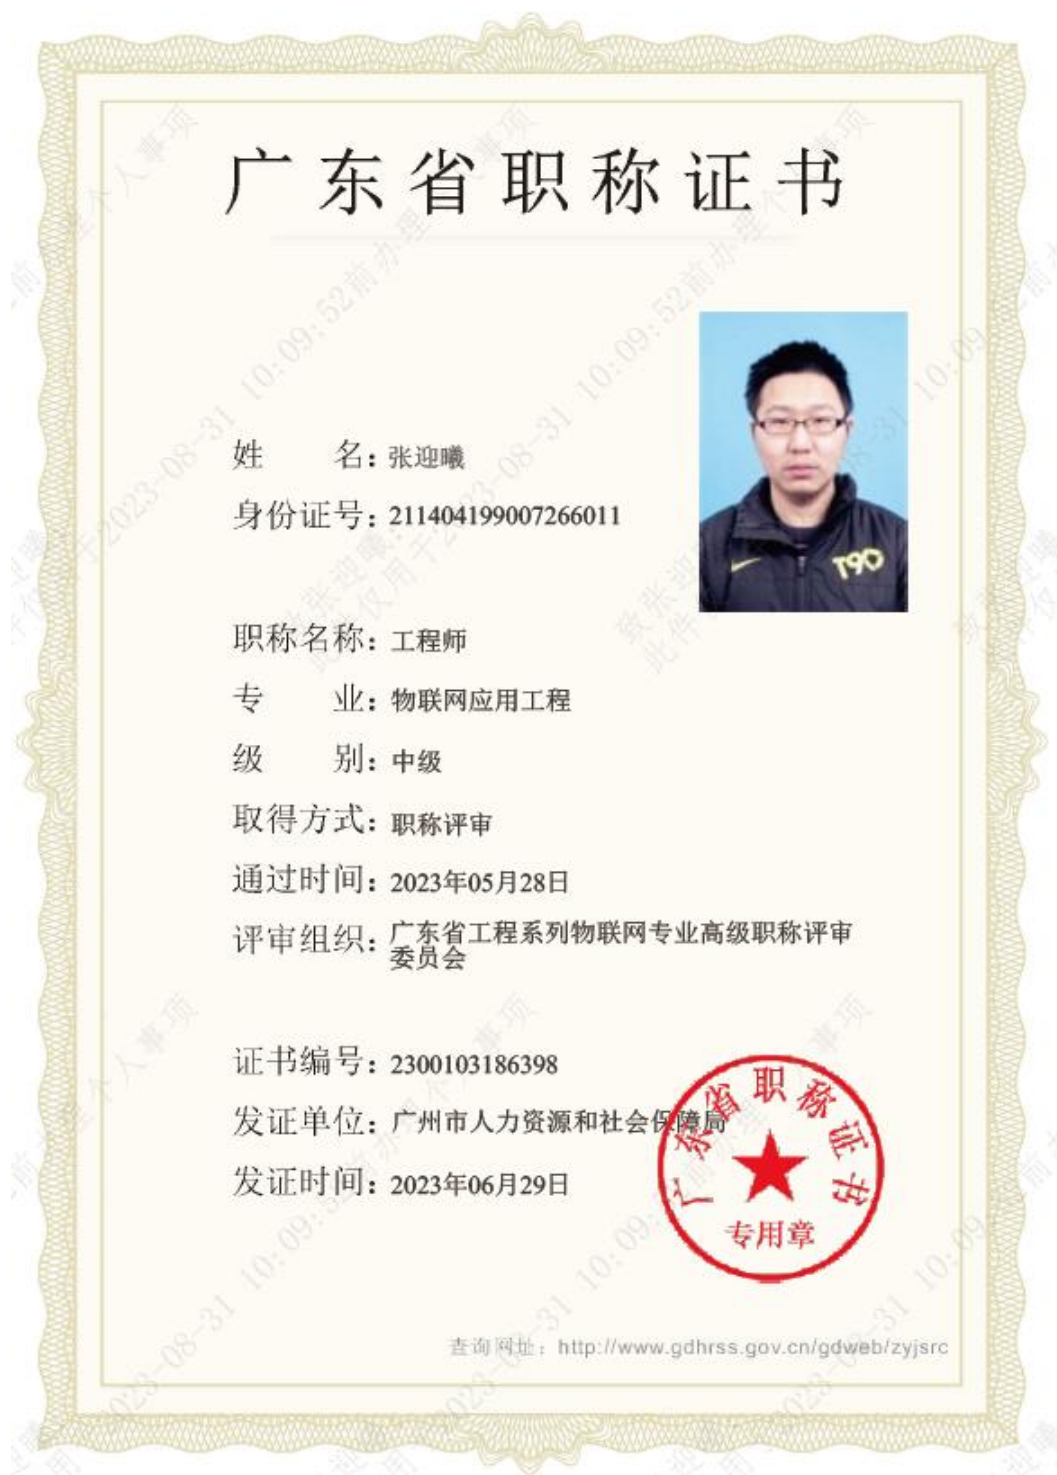 广东省职称证书
姓 名：张迎曦
身份证号：211404199007266011
T90
职称名称：工程师
专 业：物联网应用工程
级 别：中级
取得方式：职称评审
通过时间：2023年05月28日
评审组织：广东省工程系列物联网专业高级职称评审
委员会
证书编号：2300103186398
发证单位：广州市人力资源和社会保障局
发证时间：2023年06月29日
广东省职称证书
专用章
查询网址：http://www.gdhrss.gov.cn/gdweb/zyjsrc